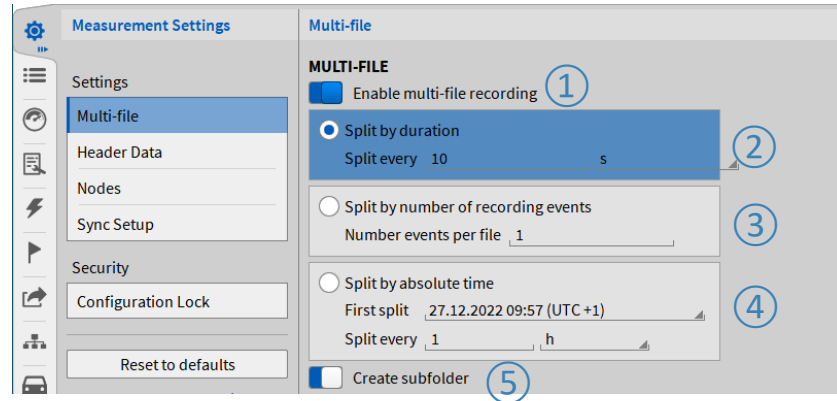 Measurement Settings
Settings
Multi-file
Header Data
Nodes
Sync Setup
Security
Configuration Lock
Reset to defaults
Multi-file
MULTI-FILE
Enable multi-file recording 1
Split by duration
Split every 10 s 2
Split by number of recording events
Number events per file 1 3
Split by absolute time
First split 27.12.2022 09:57 (UTC +1) 4
Split every 1 h
Create subfolder 5